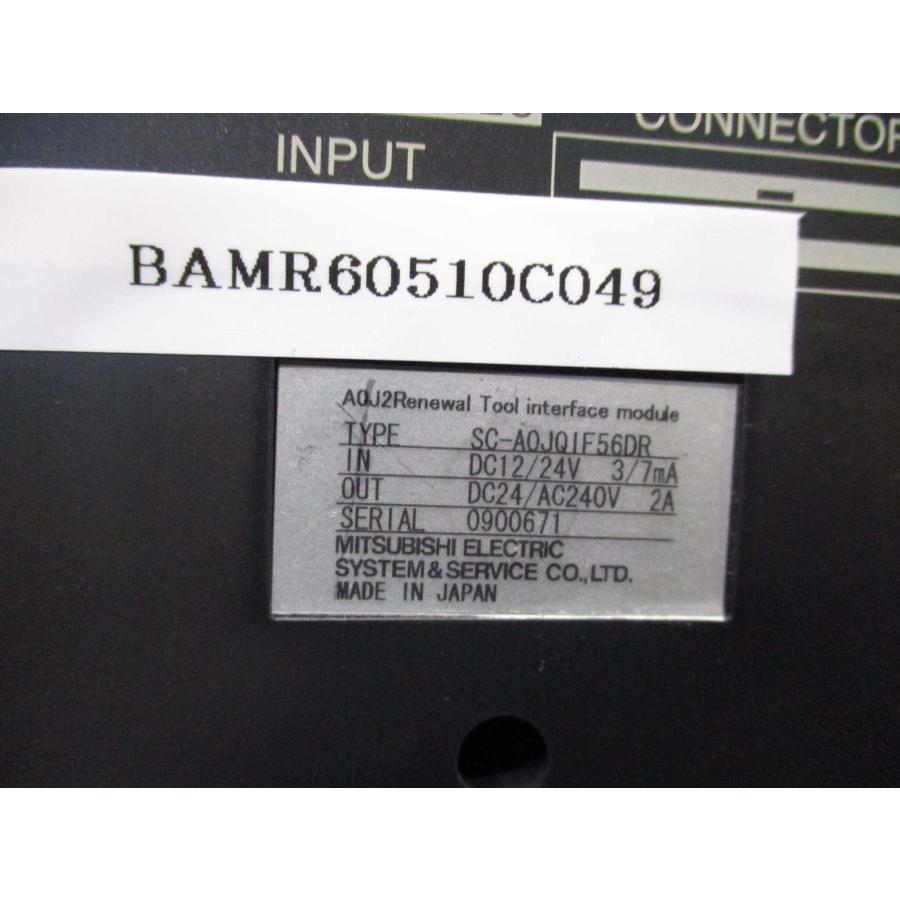 INPUT
CONNECTOR
BAMR60510C049
A0J2Renewal Tool interface module
TYPE SC-A0JQIF56DR
IN DC12/24V 3/7mA
OUT DC24/AC240V 2A
SERIAL 0900671
MITSUBISHI ELECTRIC
SYSTEM&SERVICE CO.,LTD.
MADE IN JAPAN